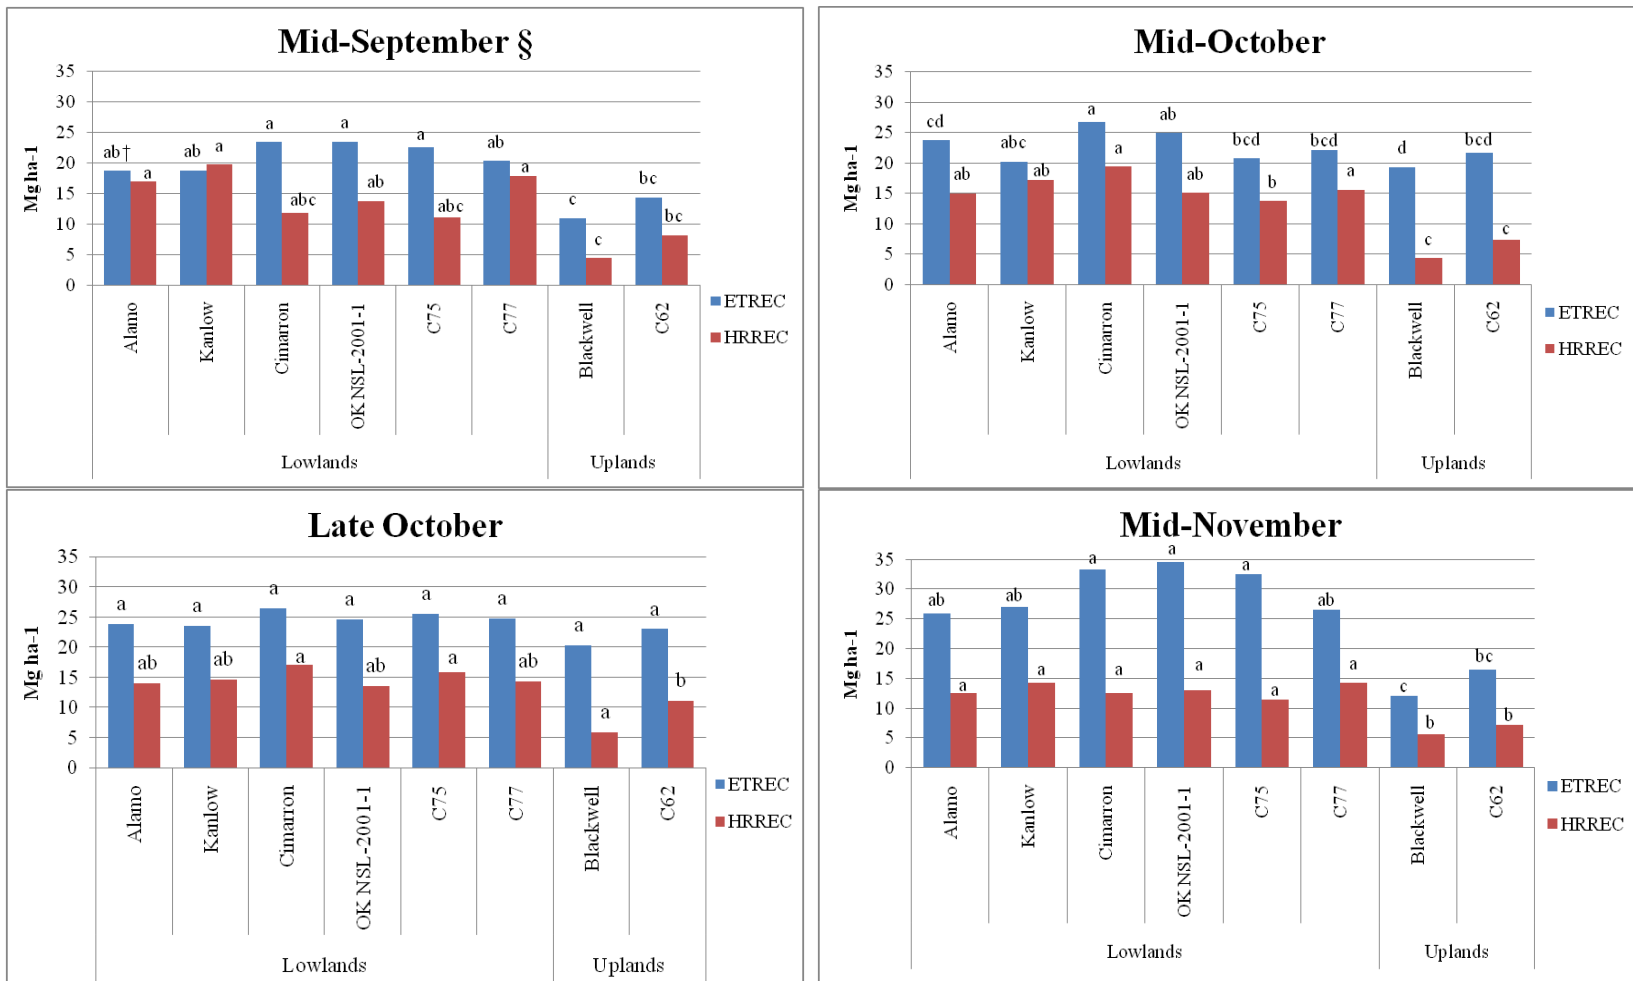 Mid-September §
35
30
25
20
15
10
5
0
Mg ha-1
ab† a
ab a
a abc
a ab
a abc
ab a
c c
bc bc
Alamo
Kanlow
Cimarron
OK NSL-2001-1
C75
C77
Blackwell
C62
Lowlands Uplands
ETREC
HRREC
Mid-October
35
30
25
20
15
10
5
0
Mg ha-1
cd ab
abc ab
a a
ab ab
bcd b
bcd a
d c
bcd c
Alamo
Kanlow
Cimarron
OK NSL-2001-1
C75
C77
Blackwell
C62
Lowlands Uplands
ETREC
HRREC
Late October
35
30
25
20
15
10
5
0
Mg ha-1
a ab
a ab
a a
a ab
a a
a ab
a a
a b
Alamo
Kanlow
Cimarron
OK NSL-2001-1
C75
C77
Blackwell
C62
Lowlands Uplands
ETREC
HRREC
Mid-November
35
30
25
20
15
10
5
0
Mg ha-1
ab a
ab a
a a
a a
a a
ab a
c b
bc b
Alamo
Kanlow
Cimarron
OK NSL-2001-1
C75
C77
Blackwell
C62
Lowlands Uplands
ETREC
HRREC